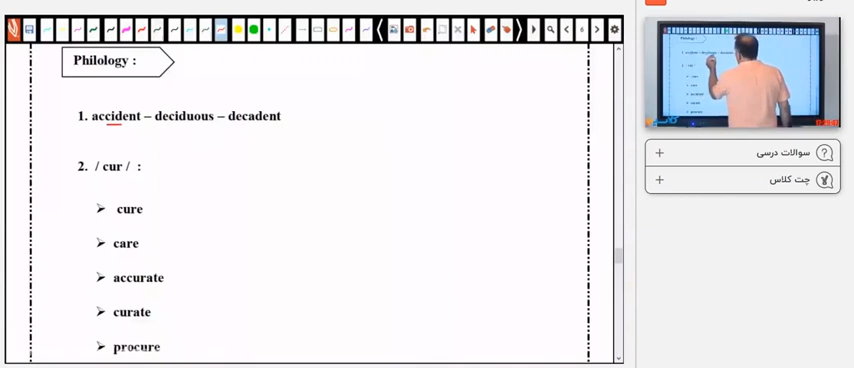 Philology :
1. accident – deciduous – decadent
2. / cur / :
➤ cure
➤ care
➤ accurate
➤ curate
➤ procure
سوالات درسی
چت کلاس